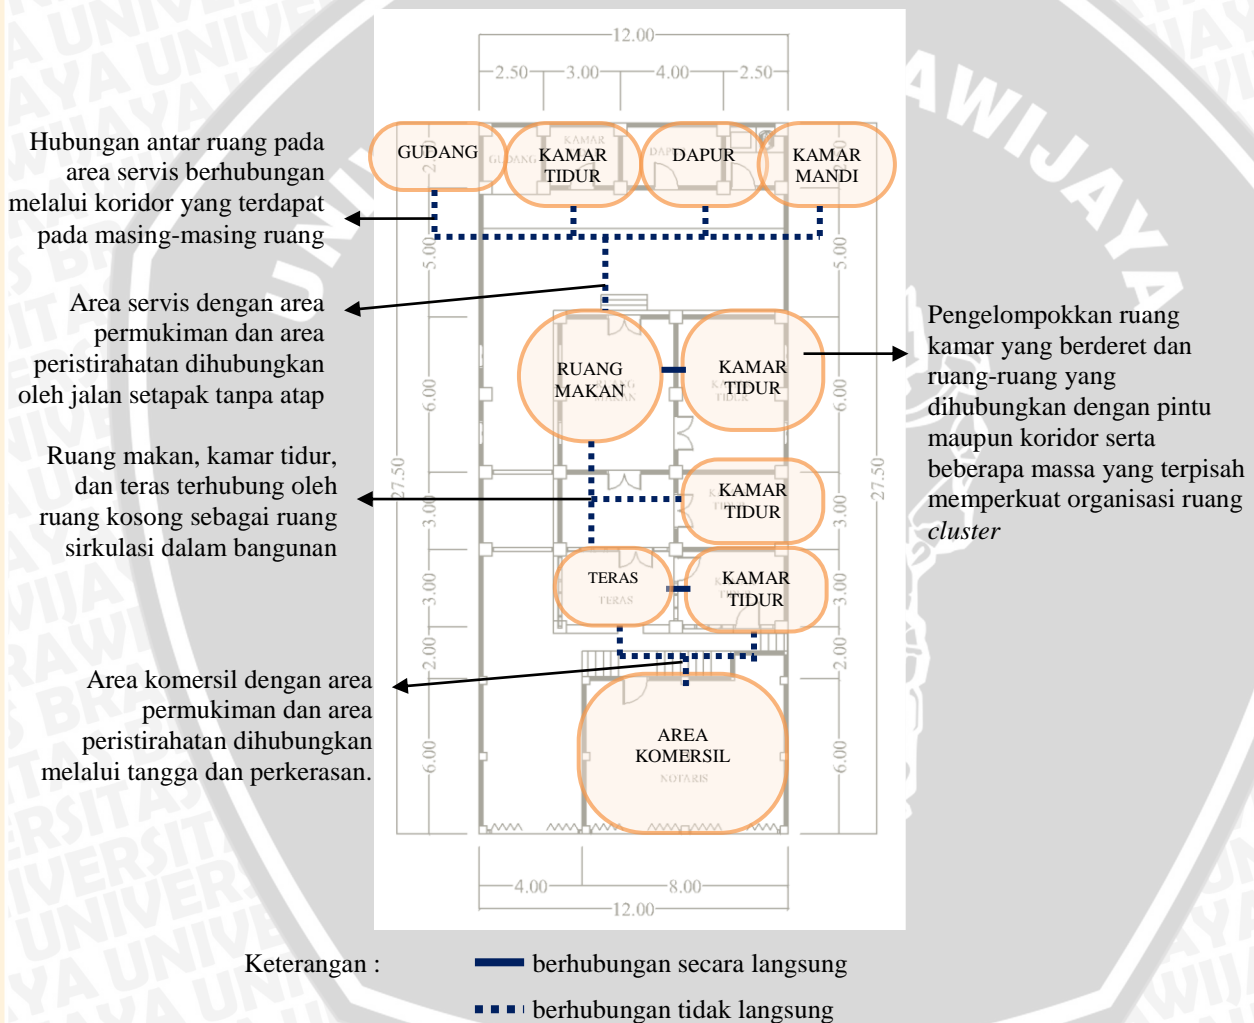 12.00
2.50
3.00
4.00
2.50
GUDANG
KAMAR
TIDUR
DAPUR
KAMAR
MANDI
Hubungan antar ruang pada
area servis berhubungan
melalui koridor yang terdapat
pada masing-masing ruang
Area servis dengan area
permukiman dan area
peristirahatan dihubungkan
oleh jalan setapak tanpa atap
Ruang makan, kamar tidur,
dan teras terhubung oleh
ruang kosong sebagai ruang
sirkulasi dalam bangunan
Area komersil dengan area
permukiman dan area
peristirahatan dihubungkan
melalui tangga dan perkerasan.
27.50
5.00
6.00
3.00
3.00
2.00
6.00
RUANG
MAKAN
KAMAR
TIDUR
KAMAR
TIDUR
TERAS
TERAS
KAMAR
TIDUR
AREA
KOMERSIL
NOTARIS
5.00
6.00
3.00
3.00
2.00
6.00
27.50
Pengelompokkan ruang
kamar yang berderet dan
ruang-ruang yang
dihubungkan dengan pintu
maupun koridor serta
beberapa massa yang terpisah
memperkuat organisasi ruang
cluster
4.00
8.00
12.00
Keterangan :
berhubungan secara langsung
berhubungan tidak langsung